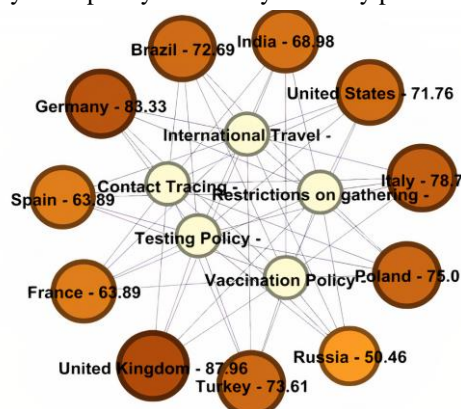 India - 68.98
Brazil - 72.69
United States - 71.76
Germany - 83.33
International Travel -
Italy - 78.7
Contact Tracing -
Restrictions on gathering -
Spain - 63.89
Testing Policy -
Vaccination Policy -
Poland - 75.0
France - 63.89
Russia - 50.46
United Kingdom - 87.96
Turkey - 73.61